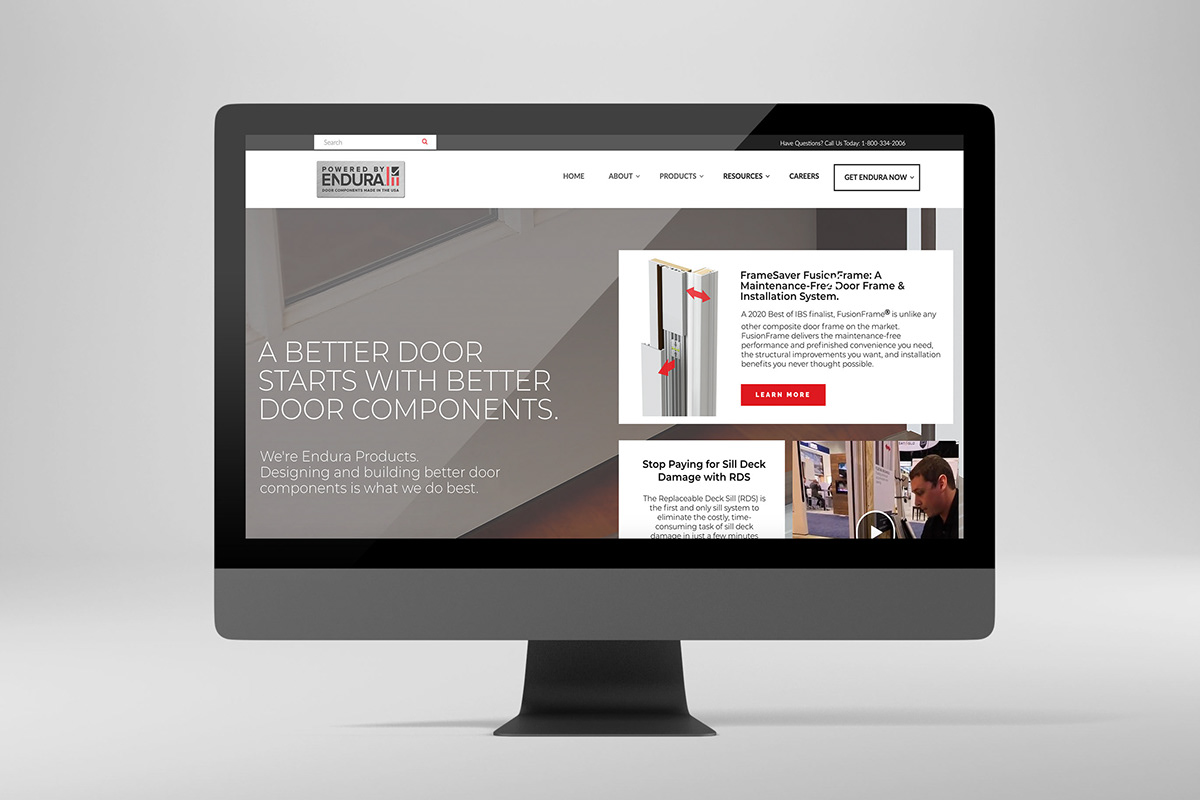 Search
Have Questions? Call Us Today: 1-800-334-2006
POWERED BY
ENDURA
DOOR COMPONENTS MADE IN THE USA
HOME
ABOUT
PRODUCTS
RESOURCES
CAREERS
GET ENDURA NOW
A BETTER DOOR
STARTS WITH BETTER
DOOR COMPONENTS.
We're Endura Products.
Designing and building better door
components is what we do best.
FrameSaver FusionFrame: A
Maintenance-Free Door Frame &
Installation System.
A 2020 Best of IBS finalist, FusionFrame® is unlike any
other composite door frame on the market.
FusionFrame delivers the maintenance-free
performance and prefinished convenience you need,
the structural improvements you want, and installation
benefits you never thought possible.
LEARN MORE
Stop Paying for Sill Deck
Damage with RDS
The Replaceable Deck Sill (RDS) is
the first and only sill system to
eliminate the costly, time-
consuming task of sill deck
damage in just a few minutes